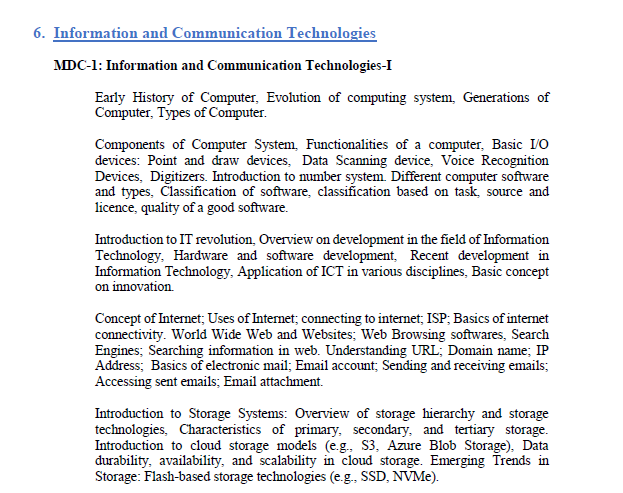 6. Information and Communication Technologies
MDC-1: Information and Communication Technologies-I
Early History of Computer, Evolution of computing system, Generations of
Computer, Types of Computer.
Components of Computer System, Functionalities of a computer, Basic I/O
devices: Point and draw devices, Data Scanning device, Voice Recognition
Devices, Digitizers. Introduction to number system. Different computer software
and types, Classification of software, classification based on task, source and
licence, quality of a good software.
Introduction to IT revolution, Overview on development in the field of Information
Technology, Hardware and software development, Recent development in
Information Technology, Application of ICT in various disciplines, Basic concept
on innovation.
Concept of Internet; Uses of Internet; connecting to internet; ISP; Basics of internet
connectivity. World Wide Web and Websites; Web Browsing softwares, Search
Engines; Searching information in web. Understanding URL; Domain name; IP
Address; Basics of electronic mail; Email account; Sending and receiving emails;
Accessing sent emails; Email attachment.
Introduction to Storage Systems: Overview of storage hierarchy and storage
technologies, Characteristics of primary, secondary, and tertiary storage.
Introduction to cloud storage models (e.g., S3, Azure Blob Storage), Data
durability, availability, and scalability in cloud storage. Emerging Trends in
Storage: Flash-based storage technologies (e.g., SSD, NVMe).